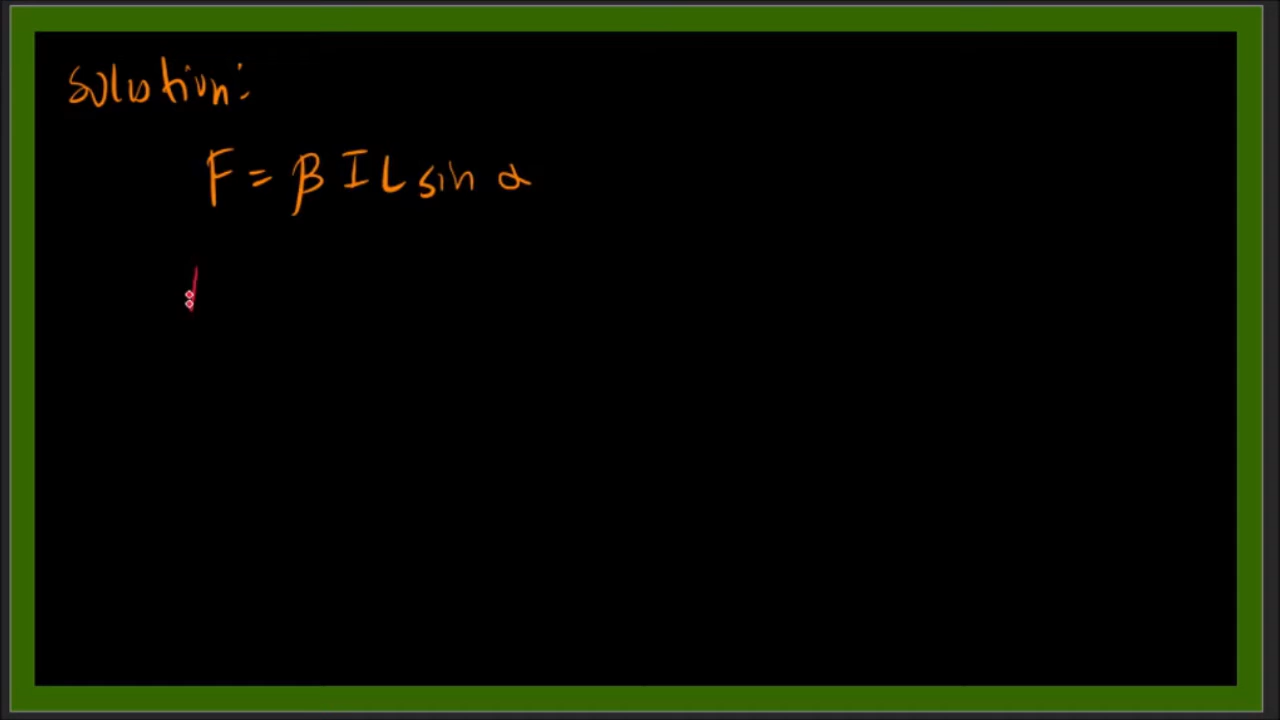 Solution:
F = β I L sin α